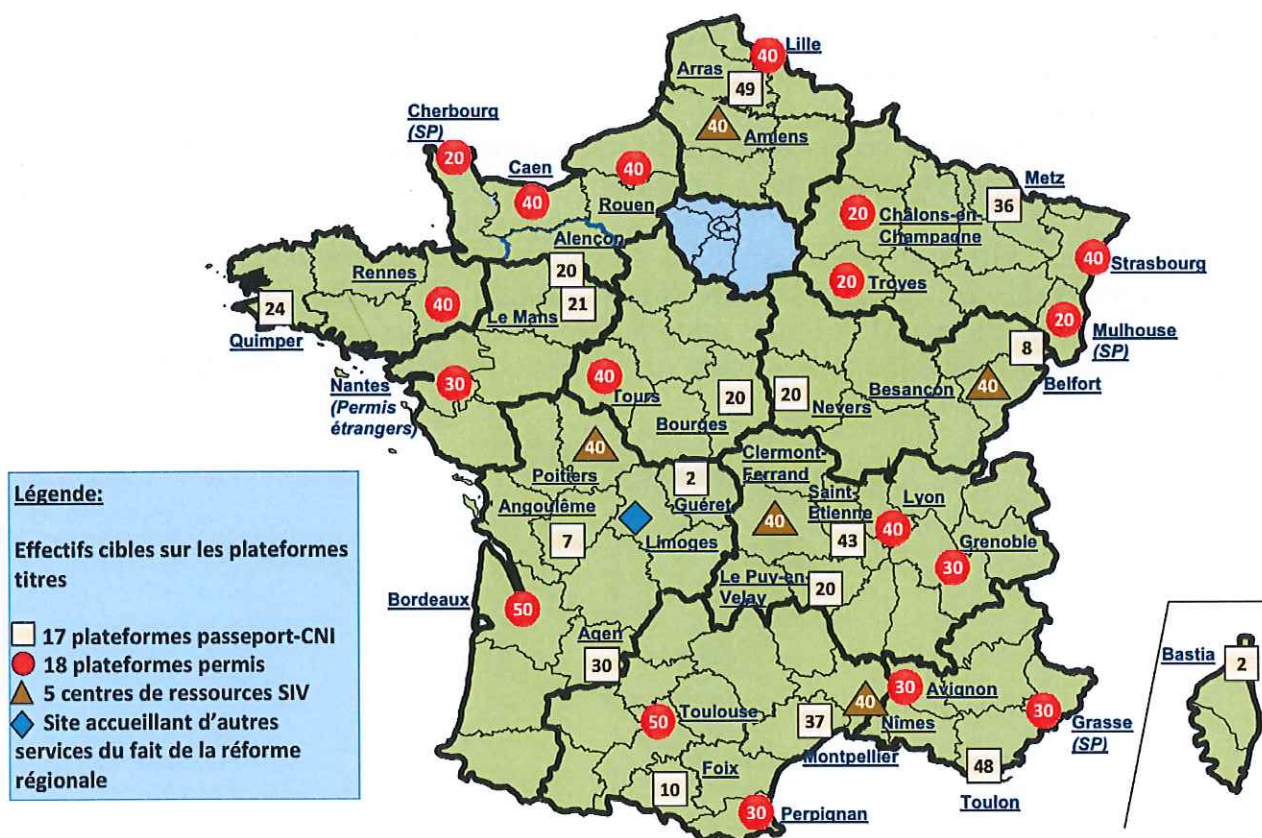 Lille
40
Arras
49
Cherbourg
(SP)
40
Amiens
20
Caen
40
40
Rouen
Metz
36
20
Châlons-en-
Champagne
Alençon
20
Rennes
40
Strasbourg
20
Troyes
24
Quimper
40
Le Mans
21
20
Mulhouse
(SP)
8
Belfort
Nantes
(Permis
étrangers)
30
40
Tours
20
Bourges
20
Nevers
Besançon
40
40
Poitiers
2
Guéret
Clermont-
Ferrand
Saint-
Etienne
Lyon
Angoulême
7
Limoges
40
43
40
Grenoble
30
Le Puy-en-
Velay
20
Bordeaux
50
Agen
30
50
Toulouse
37
Montpellier
40
Nîmes
30
Avignon
30
Grasse
(SP)
Foix
10
48
Toulon
30
Perpignan
Bastia
2
Légende:
Effectifs cibles sur les plateformes
titres
17 plateformes passeport-CNI
18 plateformes permis
5 centres de ressources SIV
Site accueillant d'autres
services du fait de la réforme
régionale